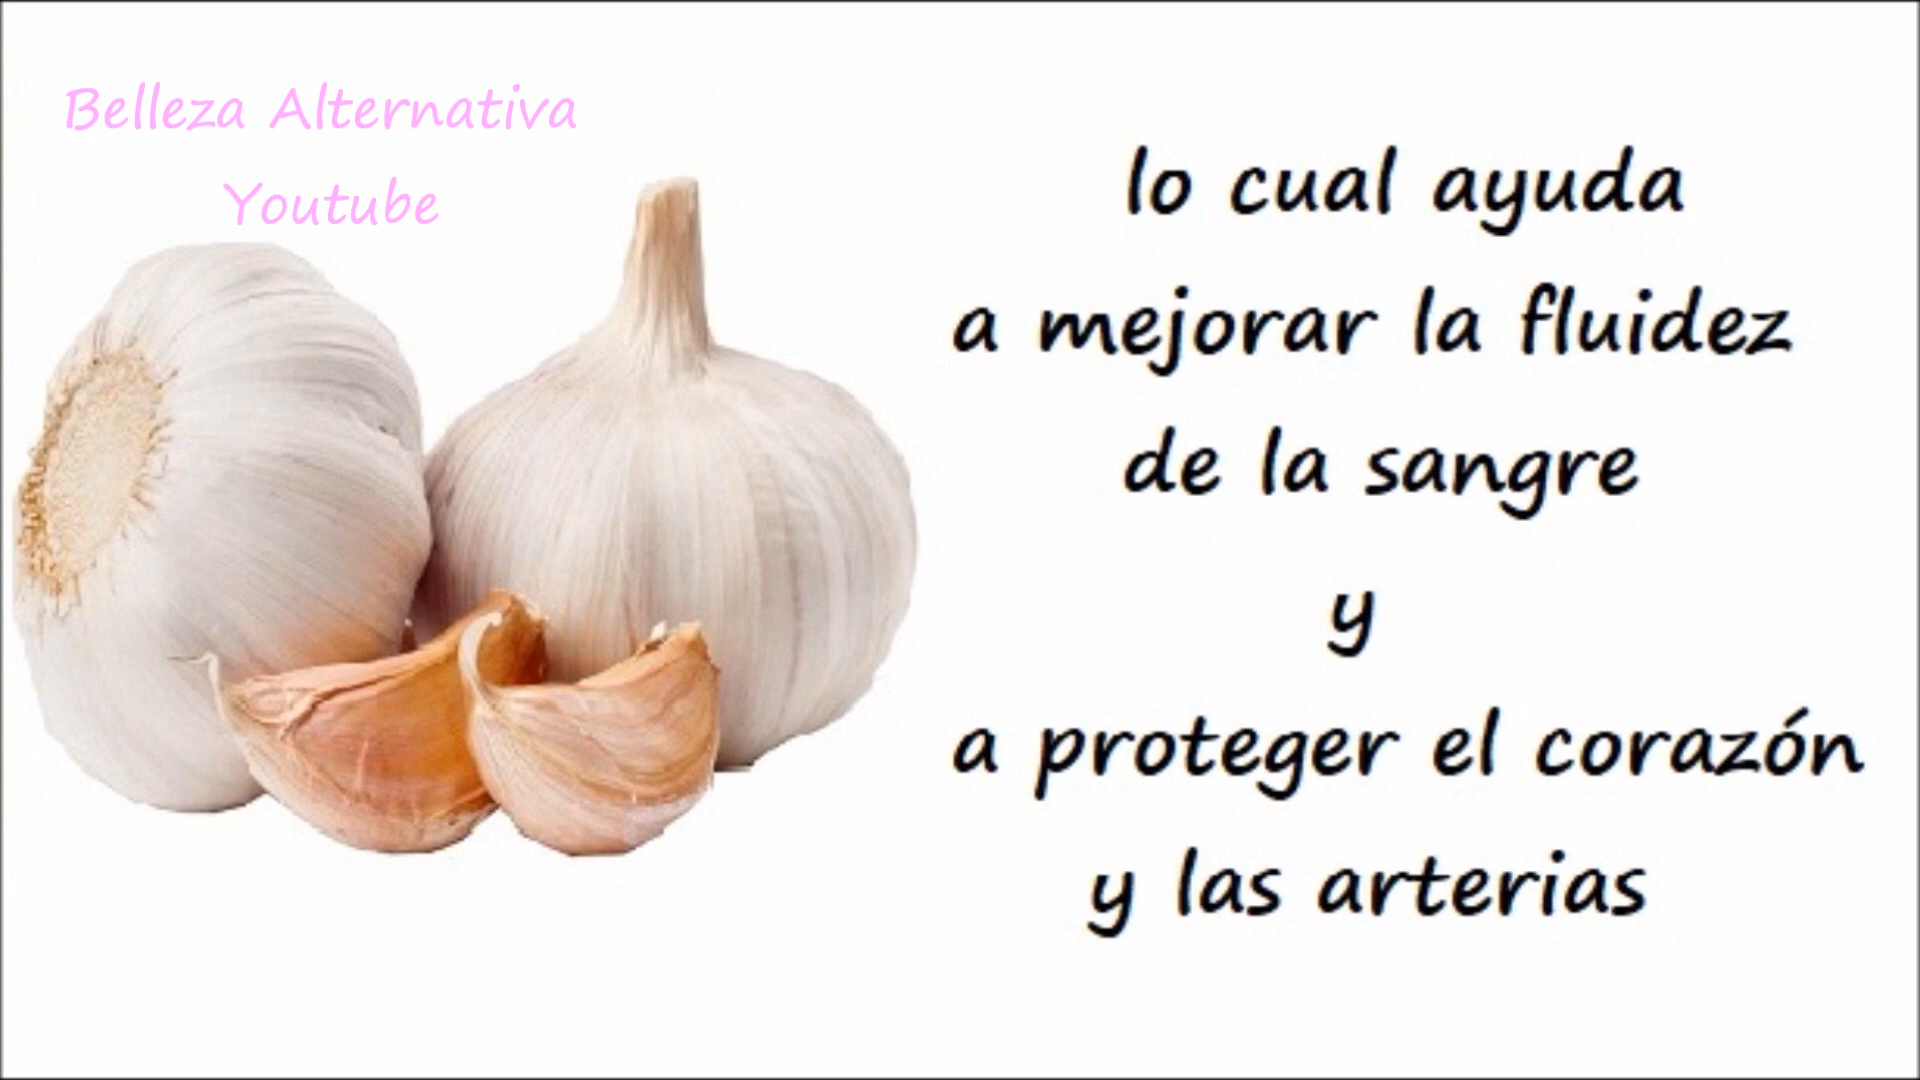 Belleza Alternativa
Youtube
lo cual ayuda
a mejorar la fluidez
de la sangre
y
a proteger el corazón
y las arterias